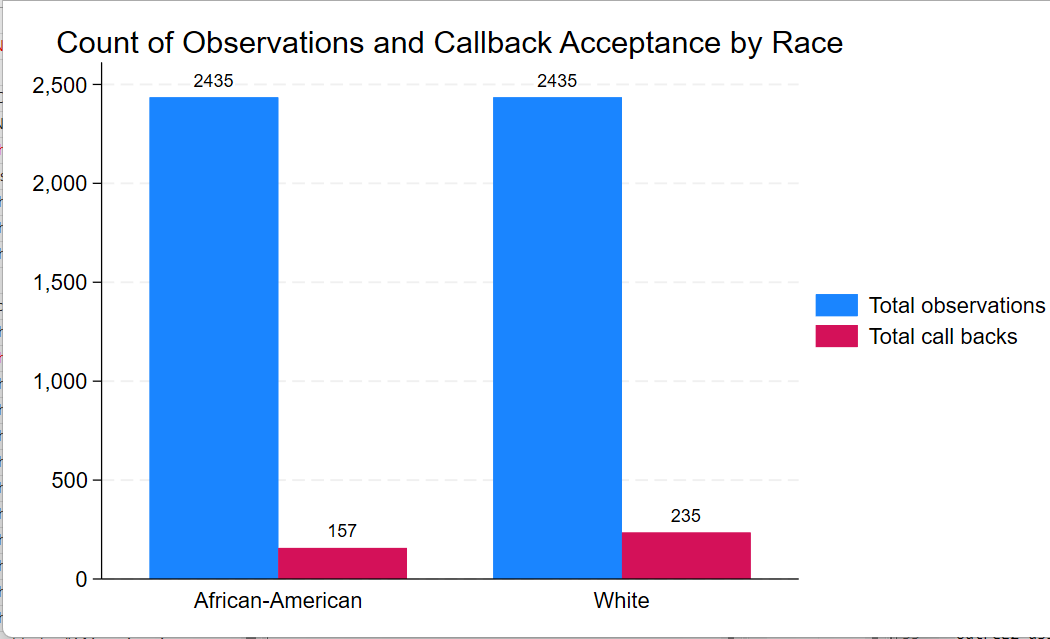 Count of Observations and Callback Acceptance by Race
2,500
2,000
1,500
1,000
500
0
2435
157
2435
235
African-American
White
Total observations
Total call backs